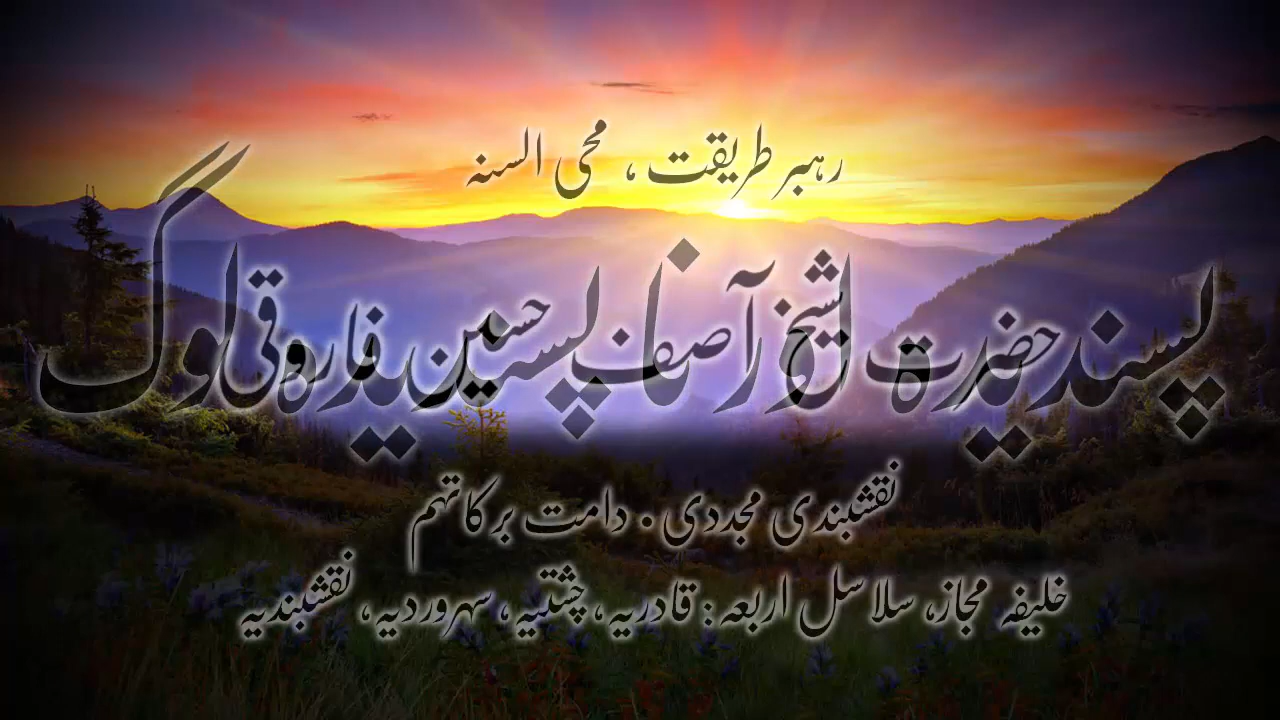 رہبر طریقت، محی السنہ
حضرت الشیخ آصف حسین فاروقی
نقشبندی مجددی۔ دامت برکاتہم
خلیفہ مجاز، سلاسل اربعہ: قادریہ، چشتیہ، سہروردیہ، نقشبندیہ